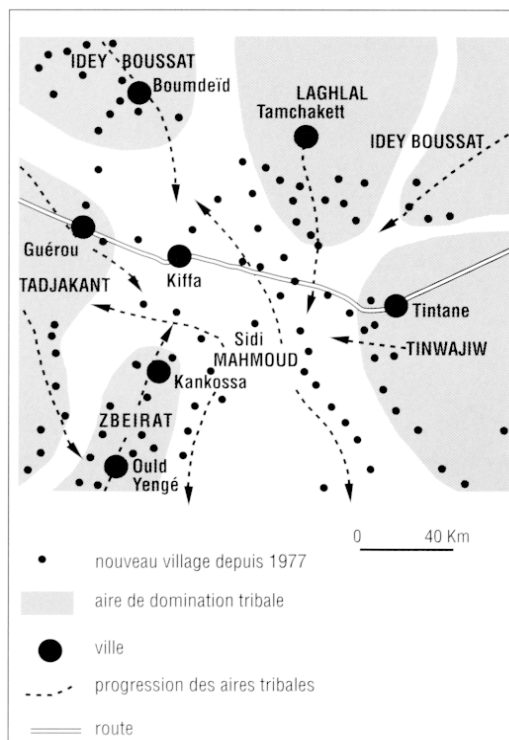 IDEY BOUSSAT
Boumdeïd
LAGHLAL
Tamchakett
IDEY BOUSSAT
Guérou
Kiffa
TADJAKANT
Tintane
Sidi
MAHMOUD
TINWAJIW
Kankossa
ZBEIRAT
Ould
Yengé
0 40 Km
nouveau village depuis 1977
aire de domination tribale
ville
progression des aires tribales
route